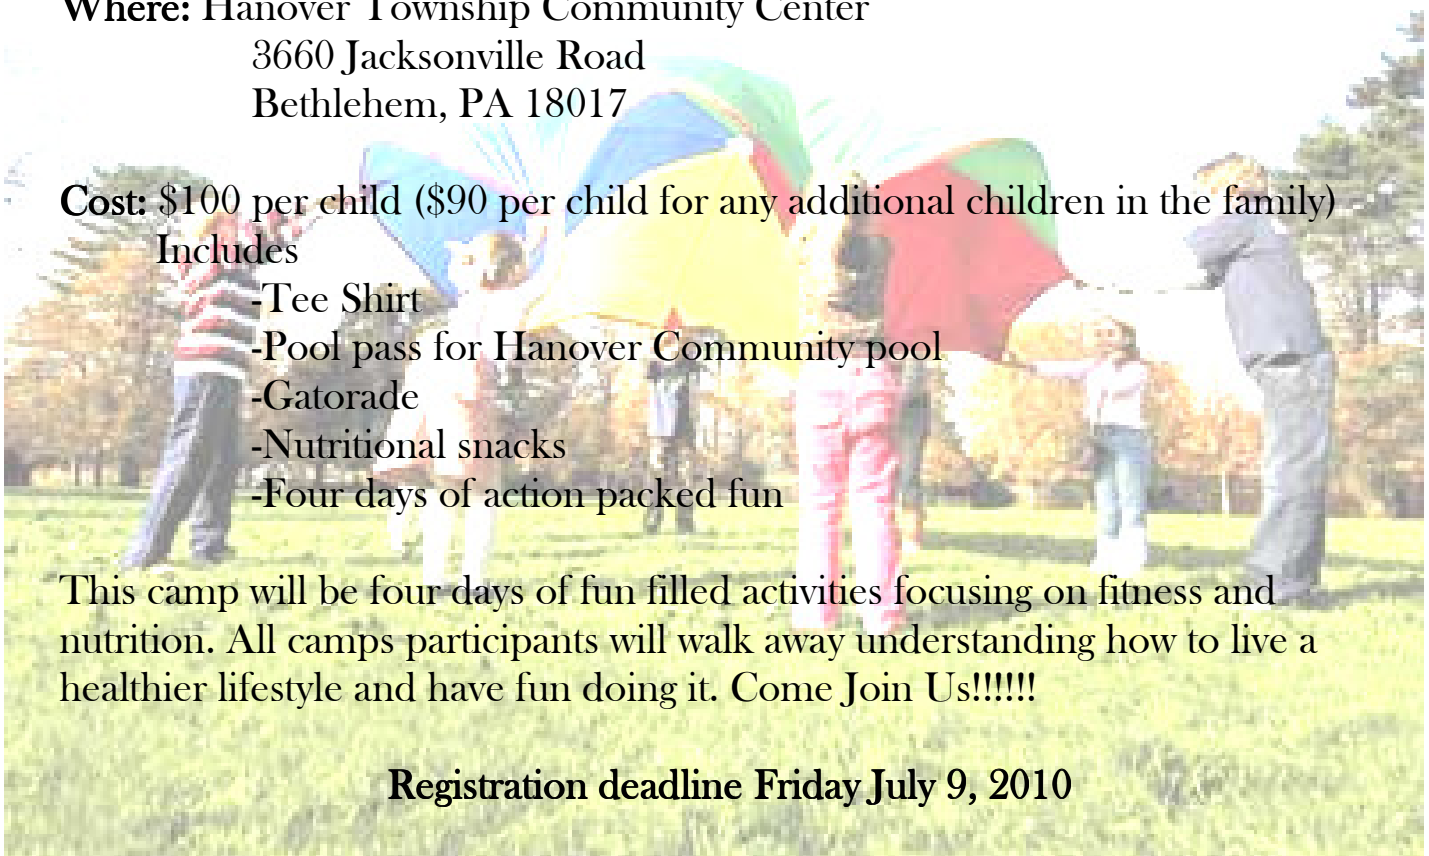 Where: Hanover Township Community Center
3660 Jacksonville Road
Bethlehem, PA 18017
Cost: $100 per child ($90 per child for any additional children in the family)
Includes
-Tee Shirt
-Pool pass for Hanover Community pool
-Gatorade
-Nutritional snacks
-Four days of action packed fun
This camp will be four days of fun filled activities focusing on fitness and
nutrition. All camps participants will walk away understanding how to live a
healthier lifestyle and have fun doing it. Come Join Us!!!!!!
Registration deadline Friday July 9, 2010